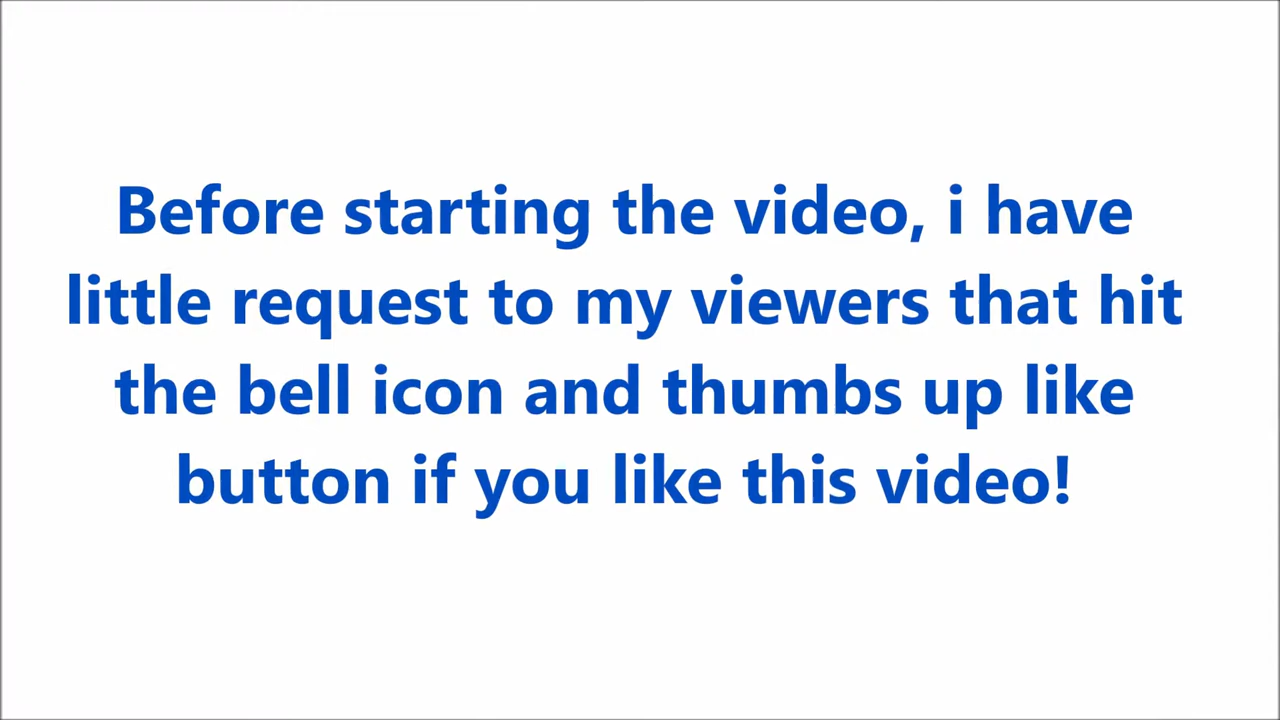 Before starting the video, i have
little request to my viewers that hit
the bell icon and thumbs up like
button if you like this video!